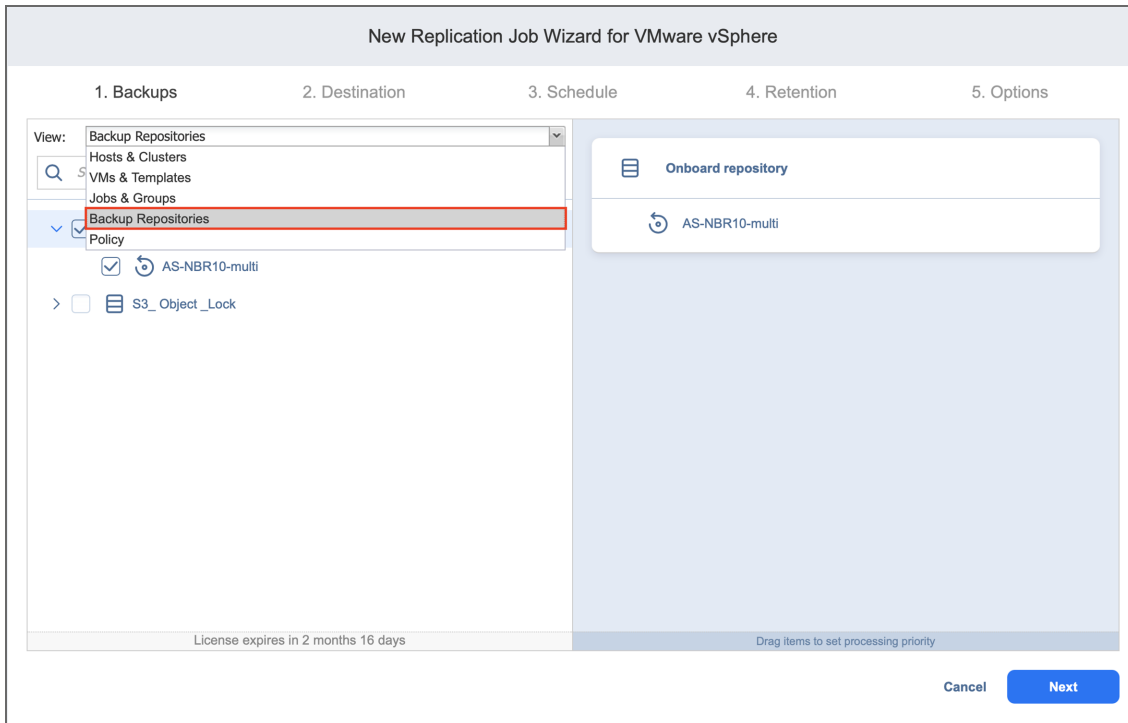 New Replication Job Wizard for VMware vSphere
1. Backups 2. Destination 3. Schedule 4. Retention 5. Options
View: Backup Repositories
Hosts & Clusters
VMs & Templates
Jobs & Groups
Backup Repositories
Policy
AS-NBR10-multi
S3_ Object _Lock
License expires in 2 months 16 days
Onboard repository
AS-NBR10-multi
Drag items to set processing priority
Cancel Next